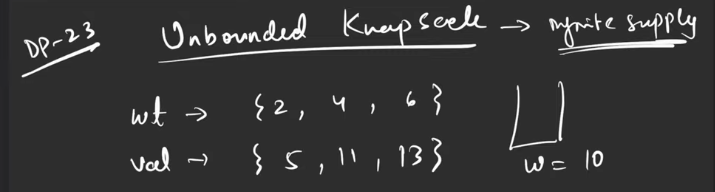 DP-23 Unbounded Knapsack → infinite supply
wt → {2, 4, 6}
val → {5, 11, 13}
w = 10